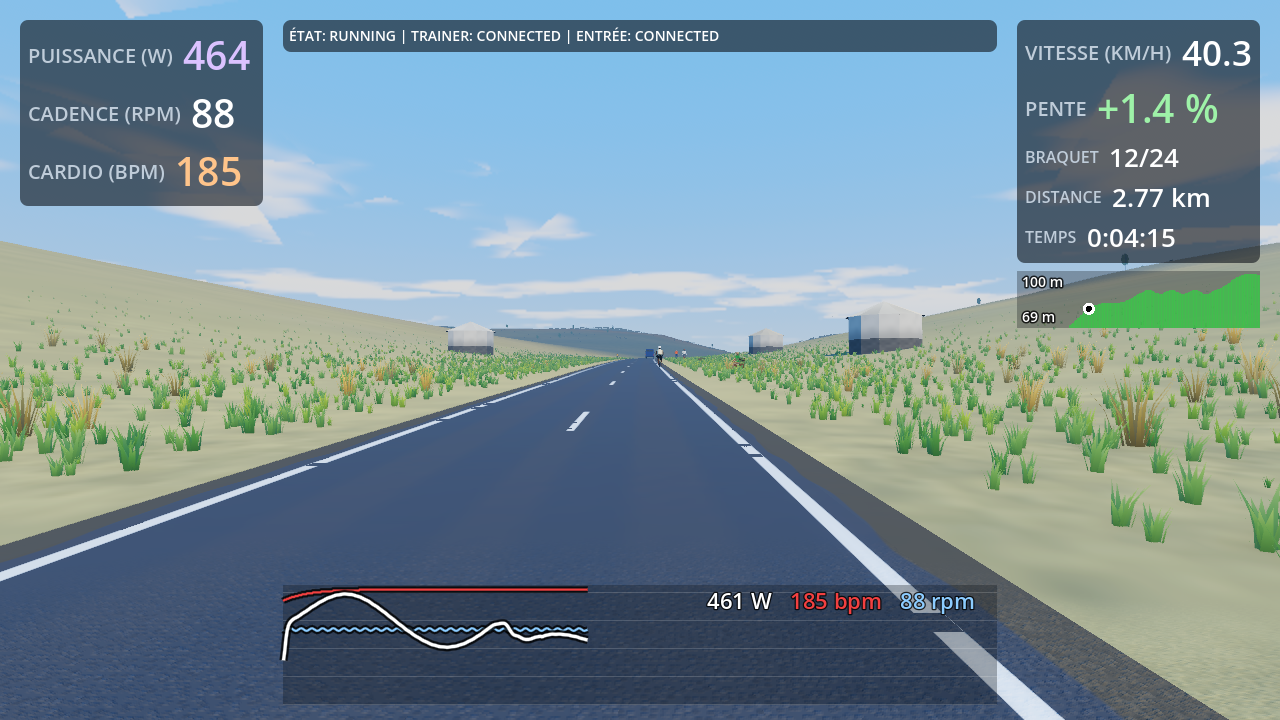 PUISSANCE (W) 464
CADENCE (RPM) 88
CARDIO (BPM) 185
ÉTAT: RUNNING | TRAINER: CONNECTED | ENTRÉE: CONNECTED
VITESSE (KM/H) 40.3
PENTE +1.4 %
BRAQUET 12/24
DISTANCE 2.77 km
TEMPS 0:04:15
100 m
69 m
461 W 185 bpm 88 rpm